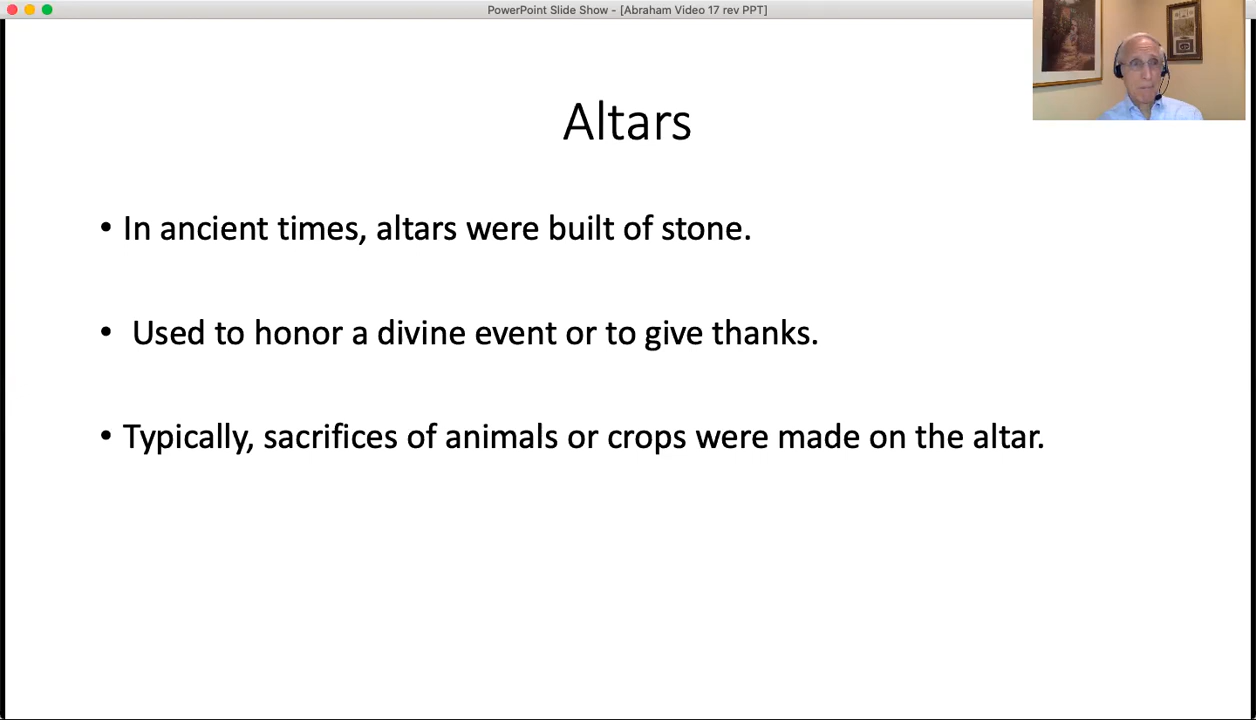 PowerPoint Slide Show - [Abraham Video 17 rev PPT]
Altars
• In ancient times, altars were built of stone.
• Used to honor a divine event or to give thanks.
• Typically, sacrifices of animals or crops were made on the altar.